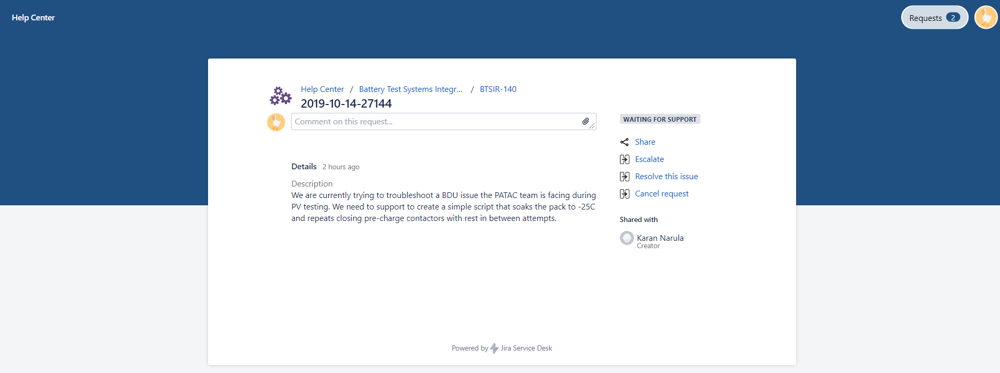 Help Center
Requests 2
Help Center / Battery Test Systems Integr... / BTSIR-140
2019-10-14-27144
Comment on this request...
WAITING FOR SUPPORT
Share
Escalate
Resolve this issue
Cancel request
Shared with
Karan Narula
Creator
Details 2 hours ago
Description
We are currently trying to troubleshoot a BDU issue the PATAC team is facing during
PV testing. We need to support to create a simple script that soaks the pack to -25C
and repeats closing pre-charge contactors with rest in between attempts.
Powered by Jira Service Desk